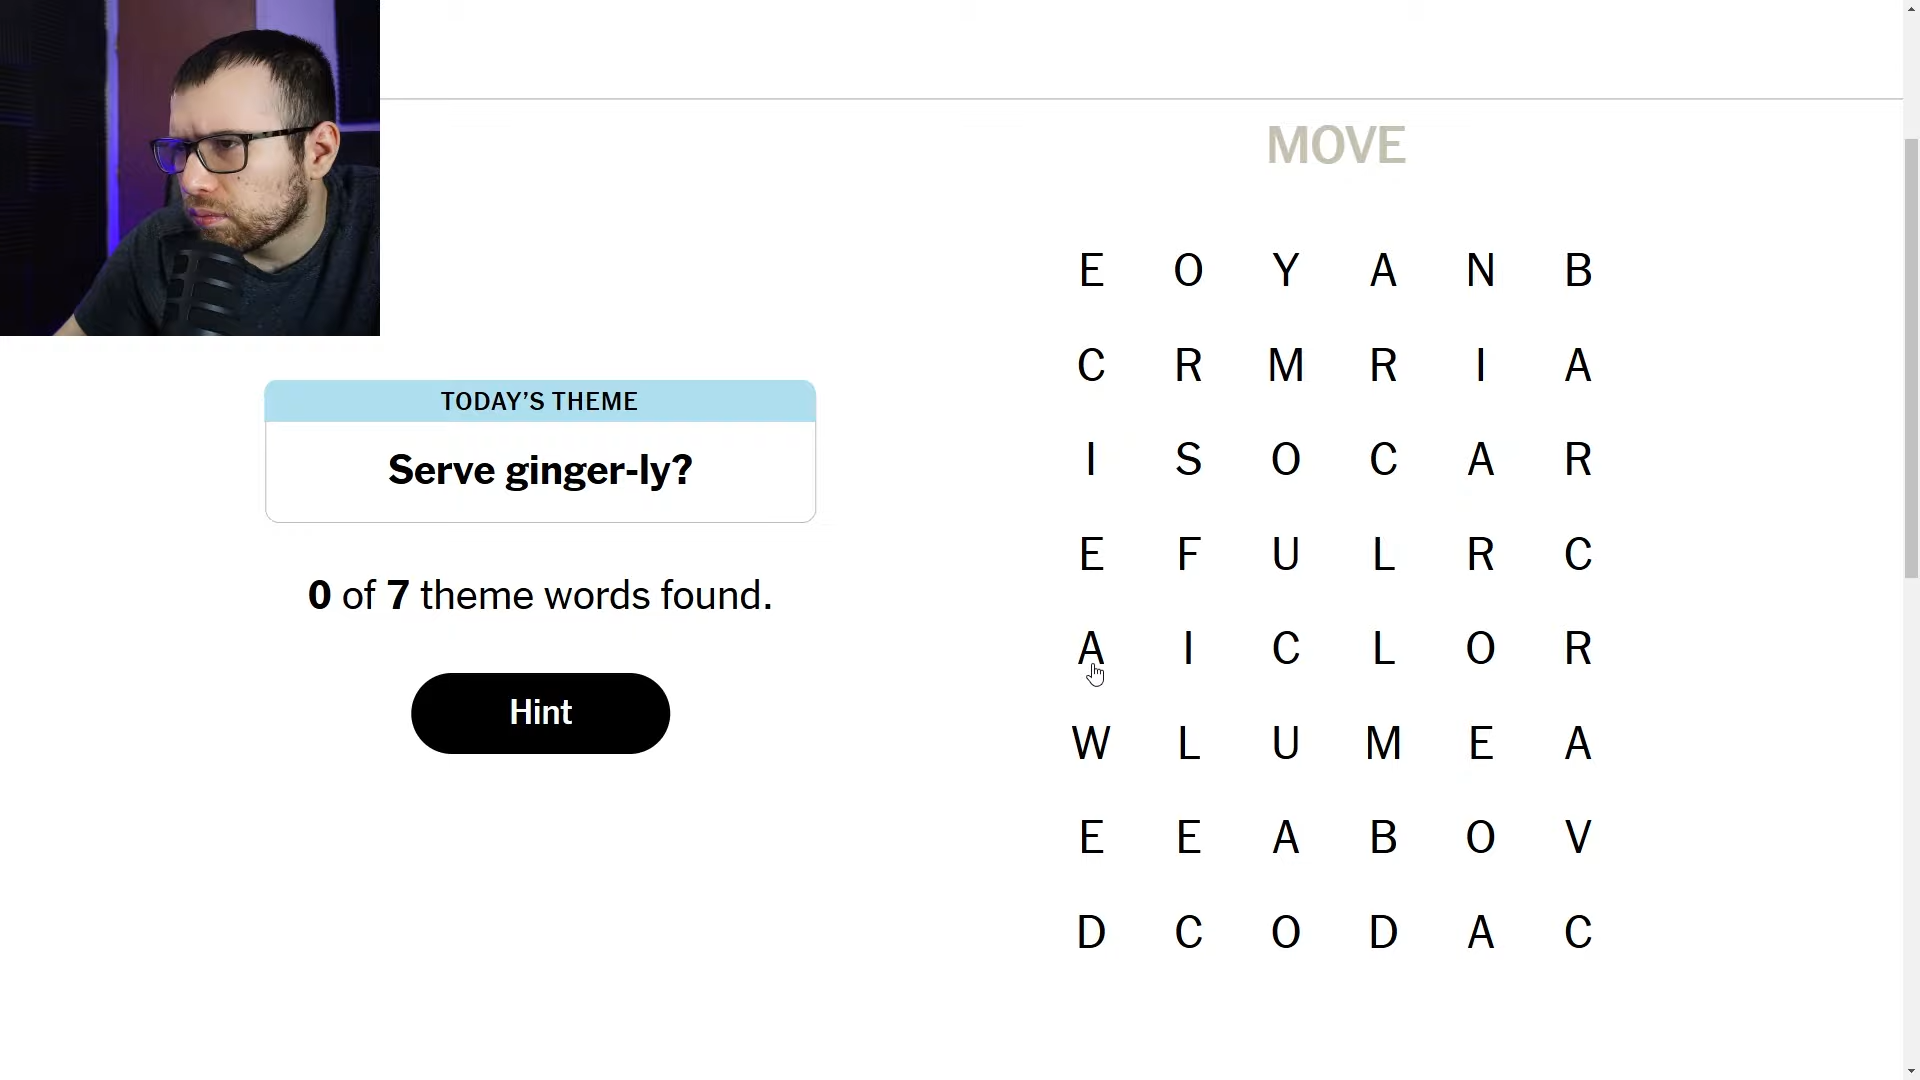 MOVE
TODAY'S THEME
Serve ginger-ly?
0 of 7 theme words found.
Hint
E O Y A N B
C R M R I A
I S O C A R
E F U L R C
A I C L O R
W L U M E A
E E A B O V
D C O D A C